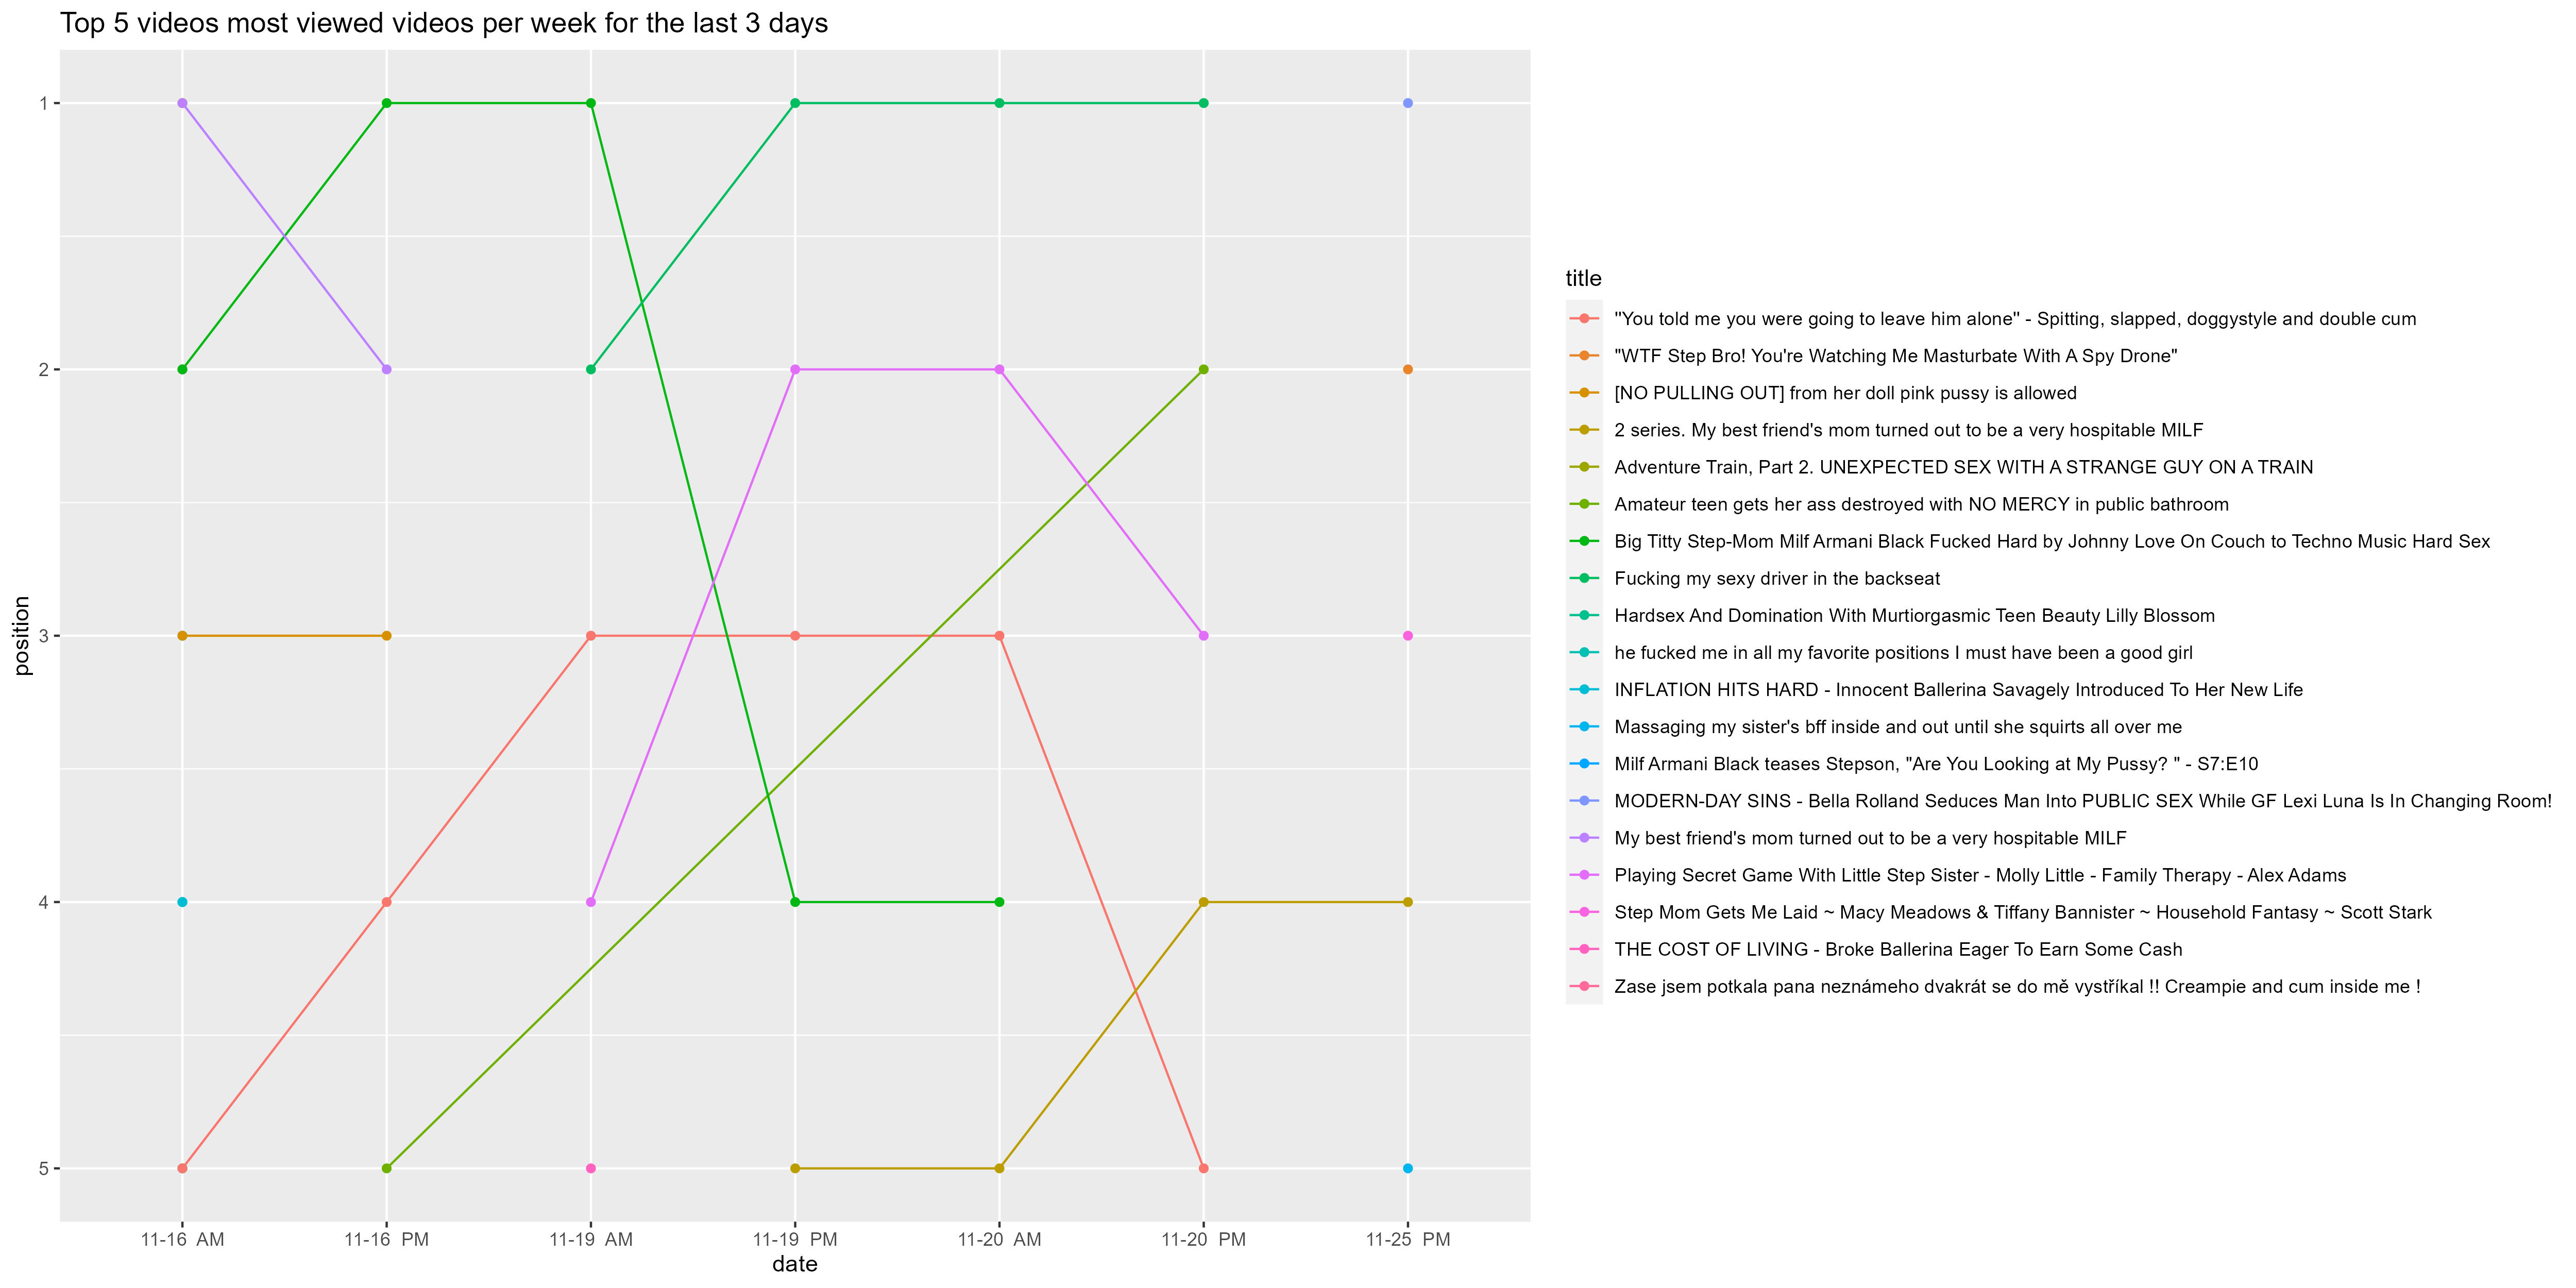 Top 5 videos most viewed videos per week for the last 3 days
position
1
2
3
4
5
11-16 AM
11-16 PM
11-19 AM
11-19 PM
11-20 AM
11-20 PM
11-25 PM
date
title
"You told me you were going to leave him alone" - Spitting, slapped, doggystyle and double cum
"WTF Step Bro! You're Watching Me Masturbate With A Spy Drone"
[NO PULLING OUT] from her doll pink pussy is allowed
2 series. My best friend's mom turned out to be a very hospitable MILF
Adventure Train, Part 2. UNEXPECTED SEX WITH A STRANGE GUY ON A TRAIN
Amateur teen gets her ass destroyed with NO MERCY in public bathroom
Big Titty Step-Mom Milf Armani Black Fucked Hard by Johnny Love On Couch to Techno Music Hard Sex
Fucking my sexy driver in the backseat
Hardsex And Domination With Murtiorgasmic Teen Beauty Lilly Blossom
he fucked me in all my favorite positions I must have been a good girl
INFLATION HITS HARD - Innocent Ballerina Savagely Introduced To Her New Life
Massaging my sister's bff inside and out until she squirts all over me
Milf Armani Black teases Stepson, "Are You Looking at My Pussy? " - S7:E10
MODERN-DAY SINS - Bella Rolland Seduces Man Into PUBLIC SEX While GF Lexi Luna Is In Changing Room!
My best friend's mom turned out to be a very hospitable MILF
Playing Secret Game With Little Step Sister - Molly Little - Family Therapy - Alex Adams
Step Mom Gets Me Laid ~ Macy Meadows & Tiffany Bannister ~ Household Fantasy ~ Scott Stark
THE COST OF LIVING - Broke Ballerina Eager To Earn Some Cash
Zase jsem potkala pana neznámeho dvakrát se do mě vystříkal !! Creampie and cum inside me !